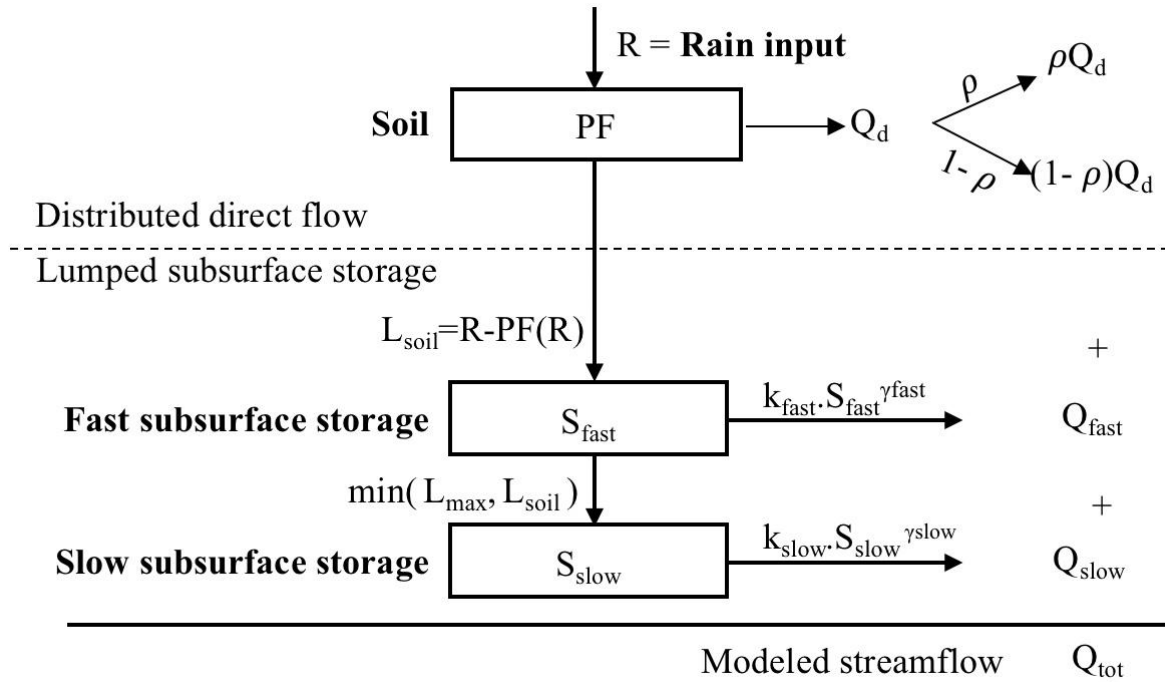 R = Rain input
Soil
PF
Q_d
ρ
ρQ_d
1- ρ
(1- ρ)Q_d
Distributed direct flow
Lumped subsurface storage
L_soil=R-PF(R)
+
Fast subsurface storage
S_fast
k_fast.S_fast^γfast
Q_fast
min( L_max, L_soil )
+
Slow subsurface storage
S_slow
k_slow.S_slow^γslow
Q_slow
Modeled streamflow Q_tot